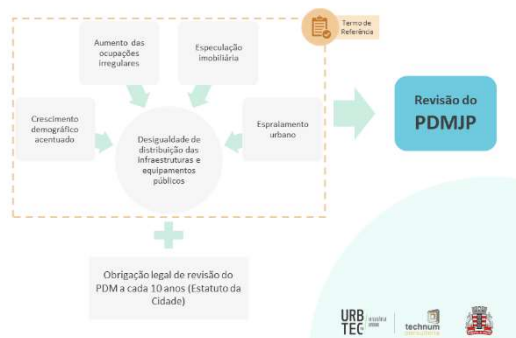 Termo de
Referência
Aumento das
ocupações
irregulares
Especulação
imobiliária
Crescimento
demográfico
acentuado
Desigualdade de
distribuição das
infraestruturas e
equipamentos
públicos
Espraiamento
urbano
Revisão do
PDMJP
Obrigação legal de revisão do
PDM a cada 10 anos (Estatuto da
Cidade)
URB
TEC
technum